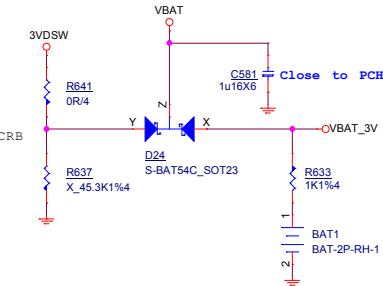 VBAT
3VDSW
R641
0R/4
C581
1u16X6
Close to PCH
Z
Y
X
VBAT_3V
CRB
D24
S-BAT54C_SOT23
R637
X_45.3K1%4
R633
1K1%4
1
BAT1
BAT-2P-RH-1
2